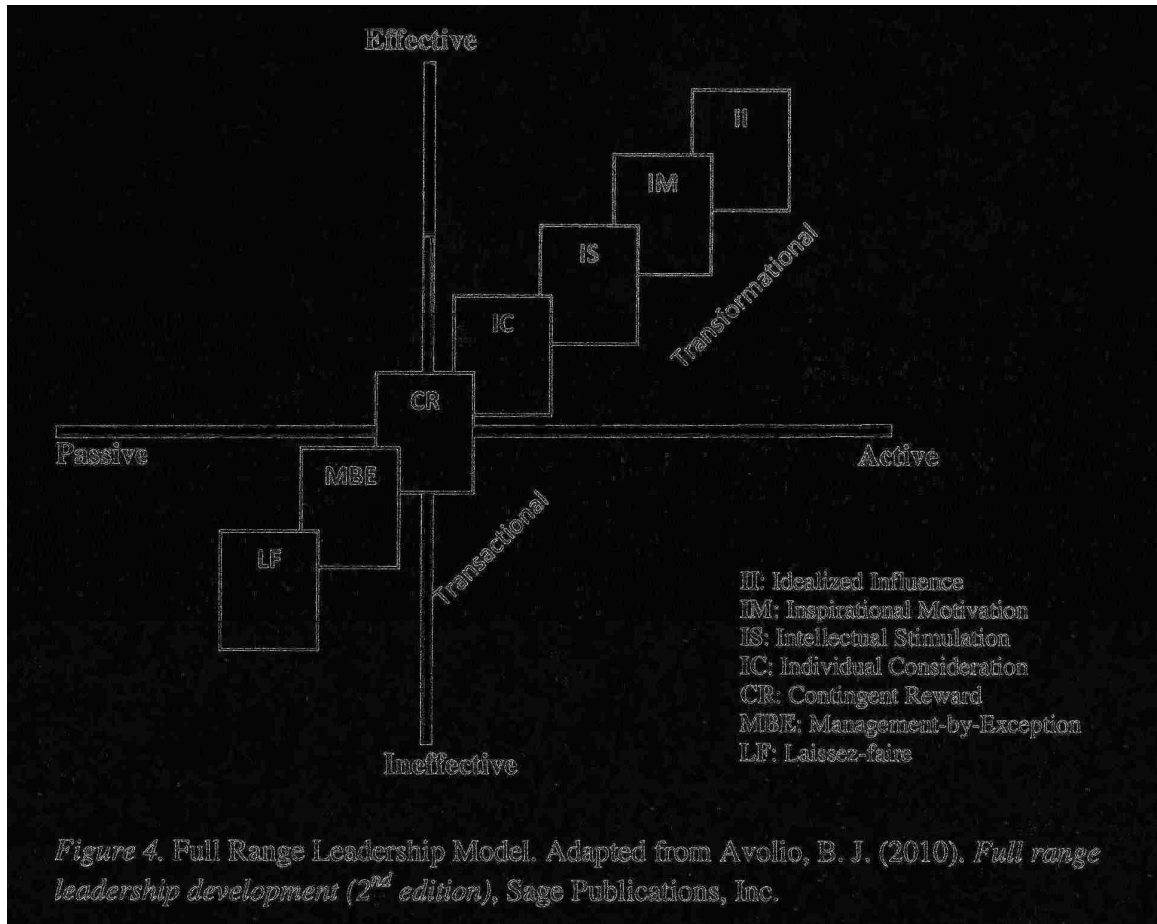 Effective
II
IM
IS
Transformational
IC
CR
Passive
Active
MBE
Transactional
LF
II: Idealized Influence
IM: Inspirational Motivation
IS: Intellectual Stimulation
IC: Individual Consideration
CR: Contingent Reward
MBE: Management-by-Exception
LF: Laissez-faire
Ineffective
Figure 4. Full Range Leadership Model. Adapted from Avolio, B. J. (2010). Full range
leadership development (2nd edition), Sage Publications, Inc.